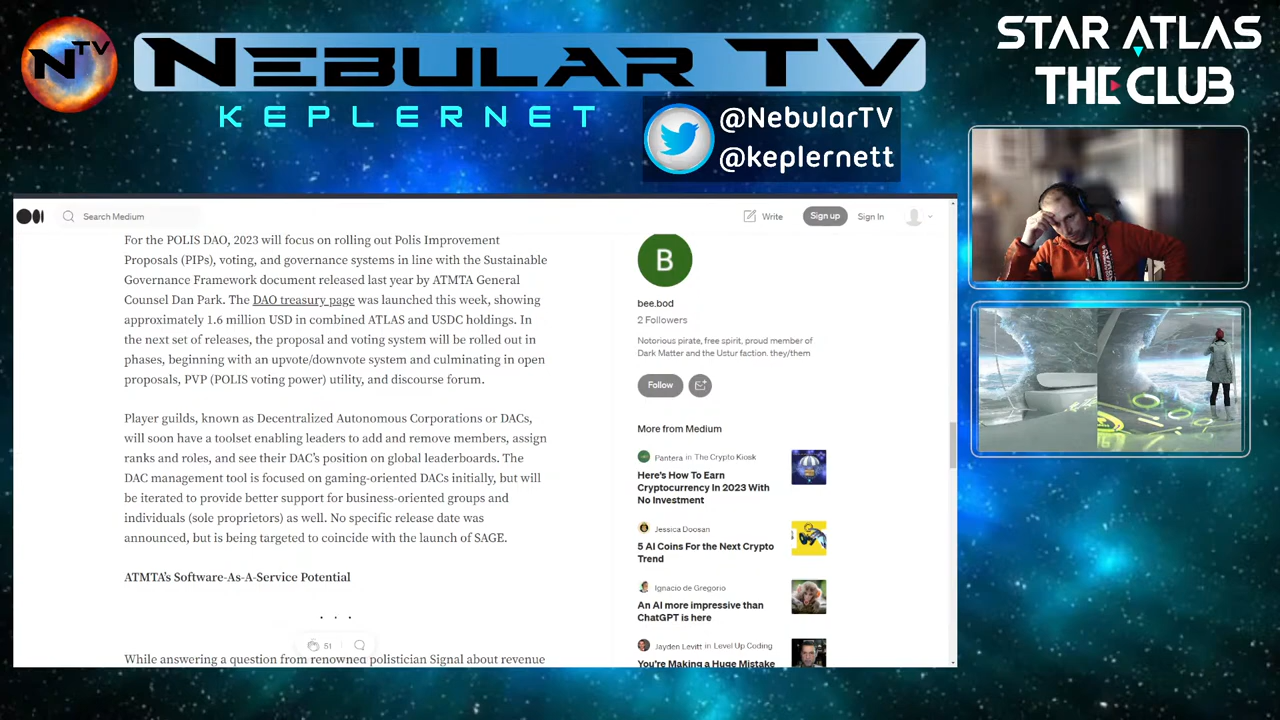 N TV
NEBULAR TV
KEPLERNET
@NebularTV
@keplernett
STAR ATLAS
THE CLUB
Search Medium
Write
Sign up
Sign In
For the POLIS DAO, 2023 will focus on rolling out Polis Improvement
Proposals (PIPs), voting, and governance systems in line with the Sustainable
Governance Framework document released last year by ATMTA General
Counsel Dan Park. The DAO treasury page was launched this week, showing
approximately 1.6 million USD in combined ATLAS and USDC holdings. In
the next set of releases, the proposal and voting system will be rolled out in
phases, beginning with an upvote/downvote system and culminating in open
proposals, PVP (POLIS voting power) utility, and discourse forum.
Player guilds, known as Decentralized Autonomous Corporations or DACs,
will soon have a toolset enabling leaders to add and remove members, assign
ranks and roles, and see their DAC's position on global leaderboards. The
DAC management tool is focused on gaming-oriented DACs initially, but will
be iterated to provide better support for business-oriented groups and
individuals (sole proprietors) as well. No specific release date was
announced, but is being targeted to coincide with the launch of SAGE.
ATMTA's Software-As-A-Service Potential
. . .
51
While answering a question from renowned polistician Signal about revenue
B
bee.bod
2 Followers
Notorious pirate, free spirit, proud member of
Dark Matter and the Ustur faction. they/them
Follow
More from Medium
Pantera in The Crypto Kiosk
Here's How To Earn
Cryptocurrency In 2023 With
No Investment
Jessica Doosan
5 AI Coins For the Next Crypto
Trend
Ignacio de Gregorio
An AI more impressive than
ChatGPT is here
Jayden Levitt in Level Up Coding
You're Making a Huge Mistake